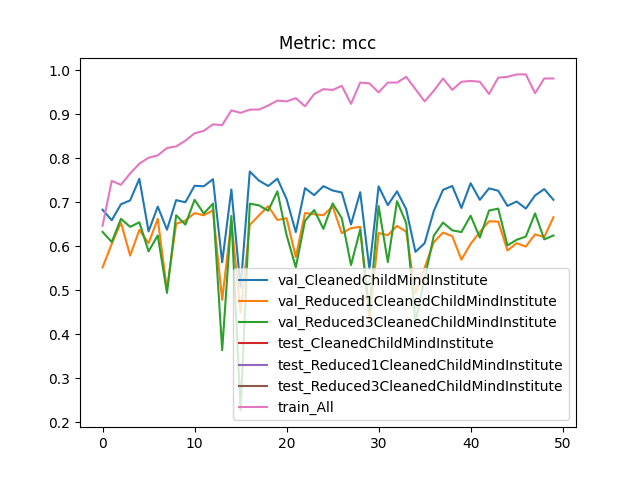 Metric: mcc
1.0
0.9
0.8
0.7
0.6
0.5
0.4
0.3
0.2
0
10
20
30
40
50
val_CleanedChildMindInstitute
val_Reduced1CleanedChildMindInstitute
val_Reduced3CleanedChildMindInstitute
test_CleanedChildMindInstitute
test_Reduced1CleanedChildMindInstitute
test_Reduced3CleanedChildMindInstitute
train_All